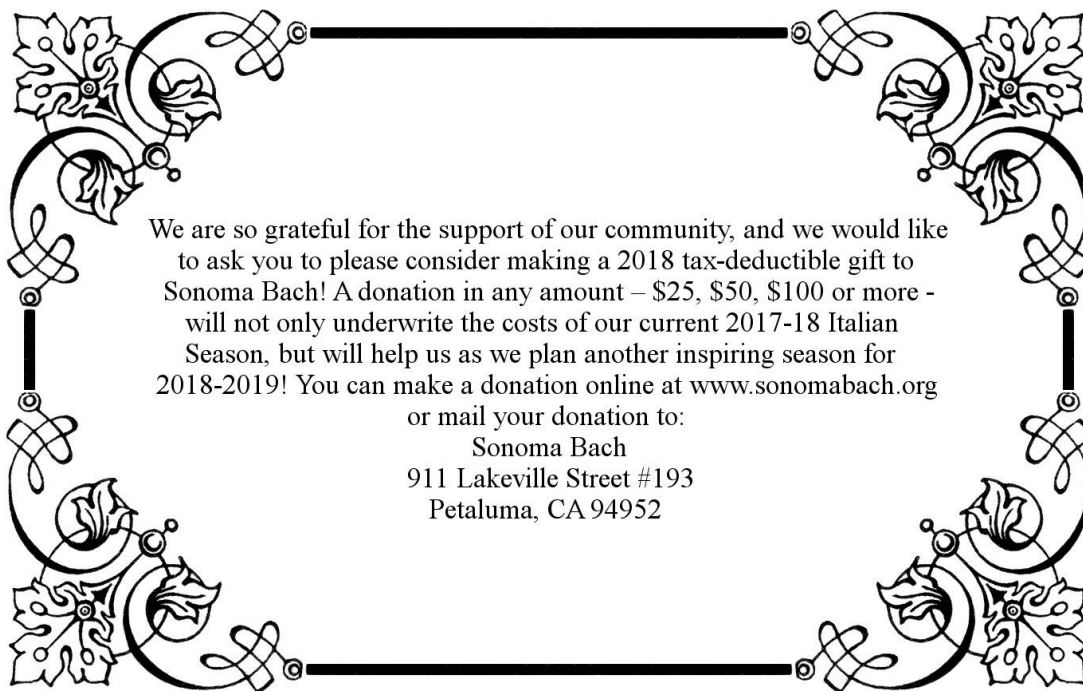 We are so grateful for the support of our community, and we would like
to ask you to please consider making a 2018 tax-deductible gift to
Sonoma Bach! A donation in any amount – $25, $50, $100 or more -
will not only underwrite the costs of our current 2017-18 Italian
Season, but will help us as we plan another inspiring season for
2018-2019! You can make a donation online at www.sonomabach.org
or mail your donation to:
Sonoma Bach
911 Lakeville Street #193
Petaluma, CA 94952